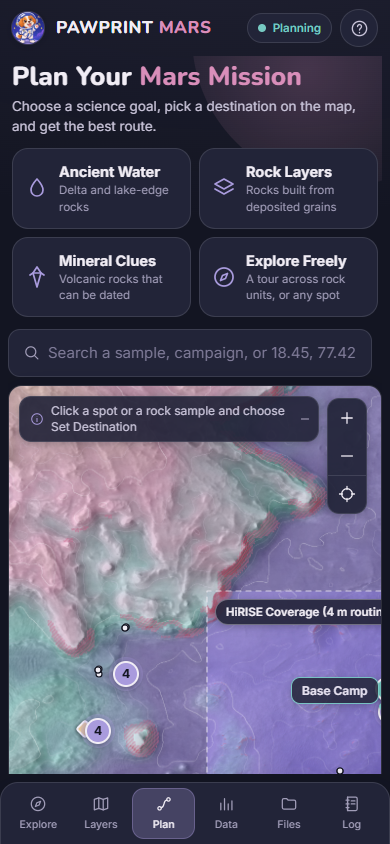 PAWPRINT MARS
Planning
Plan Your Mars Mission
Choose a science goal, pick a destination on the map,
and get the best route.
Ancient Water
Delta and lake-edge
rocks
Rock Layers
Rocks built from
deposited grains
Mineral Clues
Volcanic rocks that
can be dated
Explore Freely
A tour across rock
units, or any spot
Search a sample, campaign, or 18.45, 77.42
Click a spot or a rock sample and choose
Set Destination
HiRISE Coverage (4 m routin
4
Base Camp
4
Explore
Layers
Plan
Data
Files
Log